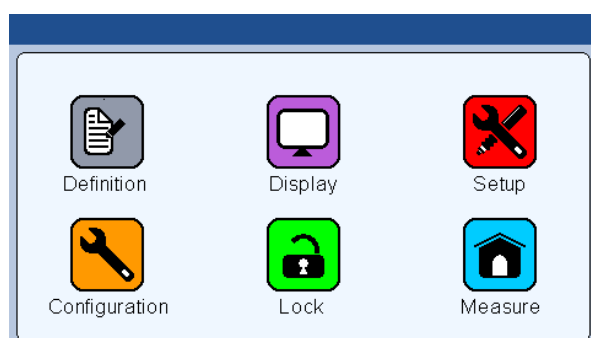 Definition
Display
Setup
Configuration
Lock
Measure